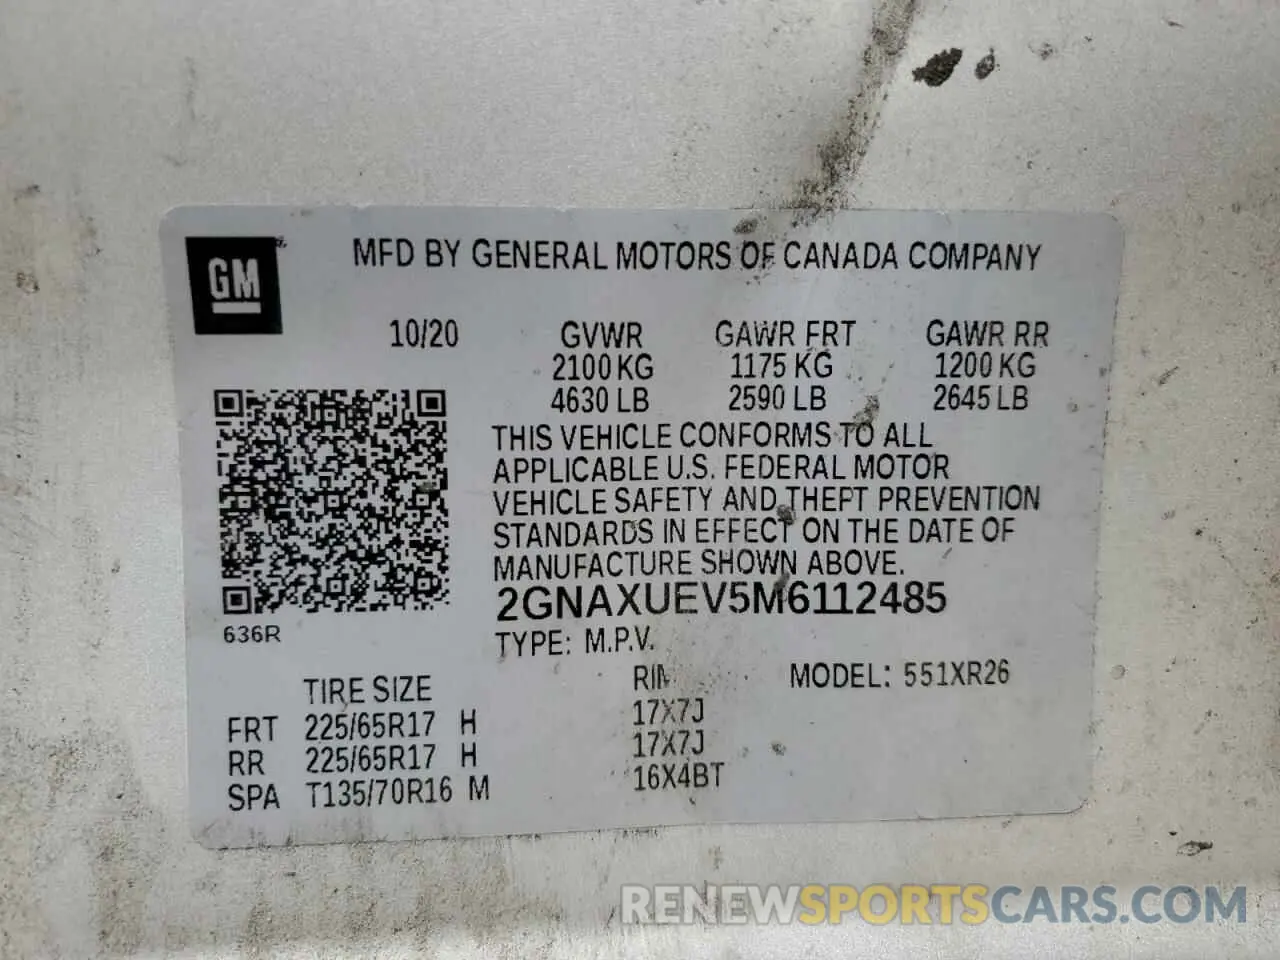 GM
MFD BY GENERAL MOTORS OF CANADA COMPANY
10/20 GVWR GAWR FRT GAWR RR
2100 KG 1175 KG 1200 KG
4630 LB 2590 LB 2645 LB
THIS VEHICLE CONFORMS TO ALL
APPLICABLE U.S. FEDERAL MOTOR
VEHICLE SAFETY AND THEFT PREVENTION
STANDARDS IN EFFECT ON THE DATE OF
MANUFACTURE SHOWN ABOVE.
2GNAXUEV5M6112485
636R
TYPE: M.P.V.
TIRE SIZE RIM MODEL: 551XR26
FRT 225/65R17 H 17X7J
RR 225/65R17 H 17X7J
SPA T135/70R16 M 16X4BT
RENEWSPORTSCARS.COM